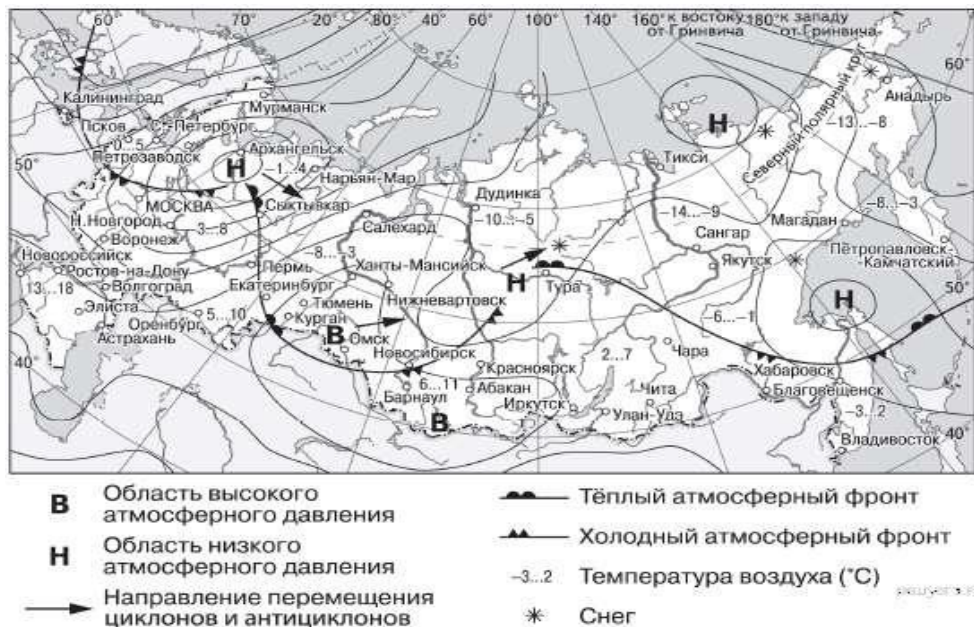 60° 70° 20° 80° 40° 60° 100° 140° 160° к востоку от Гринвича 180° к западу от Гринвича
60°
Калининград
Мурманск
Анадырь
Псков С.-Петербург
Н
–13...–8
Северный полярный круг
0...5
Архангельск
Петрозаводск
Н
–1...4
Тикси
50°
Нарьян-Мар
Дудинка
МОСКВА
Сыктывкар
–10...–5
–14...–9
Магадан
–8...–3
Н.Новгород
3...8
Салехард
Сангар
Воронеж
Новороссийск
–8...–3
Якутск
Петропавловск-Камчатский
Ростов-на-Дону
Пермь
Ханты-Мансийск
Н
Тура
Волгоград
Екатеринбург
Нижневартовск
Н
50°
13...18
Тюмень
–6...–1
Элиста
5...10
Курган
В
Оренбург
Омск
Чара
Астрахань
Новосибирск
2...7
40°
Красноярск
Хабаровск
6...11
Абакан
Чита
Благовещенск
Барнаул
Иркутск
Улан-Удэ
–3...2
В
Владивосток
40°
60° 80° 100° 120°
В Область высокого
атмосферного давления
Н Область низкого
атмосферного давления
Направление перемещения
циклонов и антициклонов
Тёплый атмосферный фронт
Холодный атмосферный фронт
–3...2 Температура воздуха (°С)
Снег